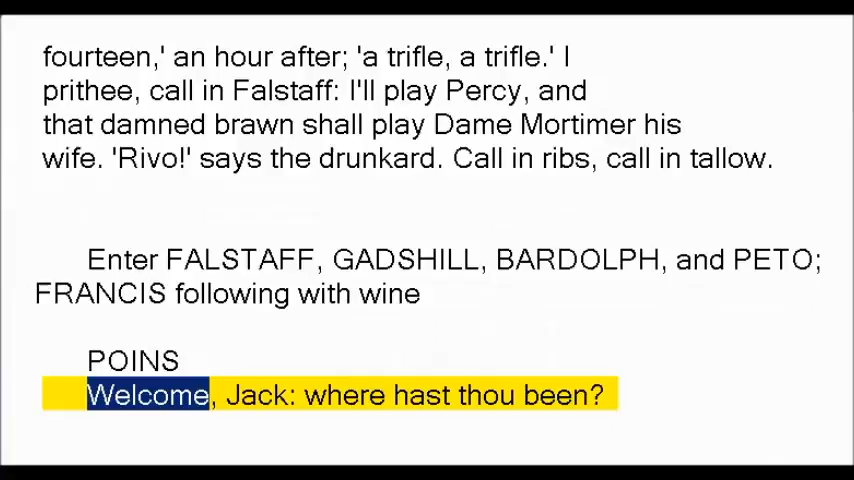 fourteen,' an hour after; 'a trifle, a trifle.' I
prithee, call in Falstaff: I'll play Percy, and
that damned brawn shall play Dame Mortimer his
wife. 'Rivo!' says the drunkard. Call in ribs, call in tallow.
Enter FALSTAFF, GADSHILL, BARDOLPH, and PETO;
FRANCIS following with wine
POINS
Welcome, Jack: where hast thou been?